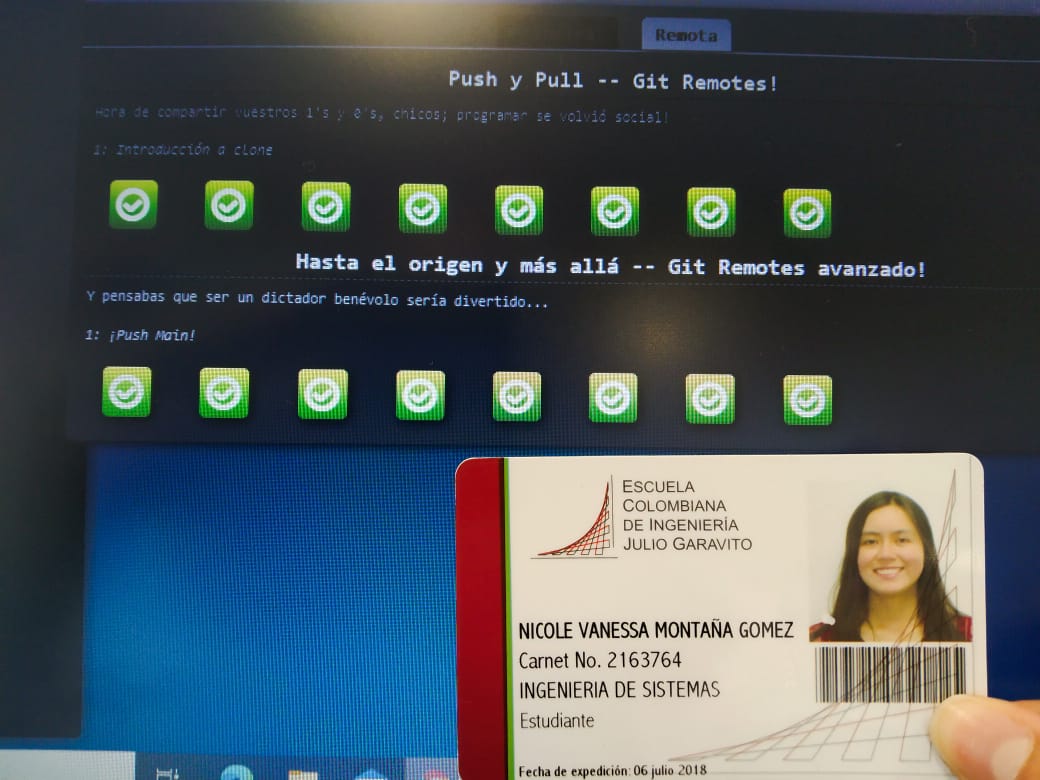 Remota
Push y Pull -- Git Remotes!
Hora de compartir vuestros 1's y 0's, chicos; programar se volvió social!
1: Introducción a clone
Hasta el origen y más allá -- Git Remotes avanzado!
Y pensabas que ser un dictador benévolo sería divertido...
1: ¡Push Main!
ESCUELA
COLOMBIANA
DE INGENIERÍA
JULIO GARAVITO
NICOLE VANESSA MONTAÑA GOMEZ
Carnet No. 2163764
INGENIERIA DE SISTEMAS
Estudiante
Fecha de expedición: 06 julio 2018